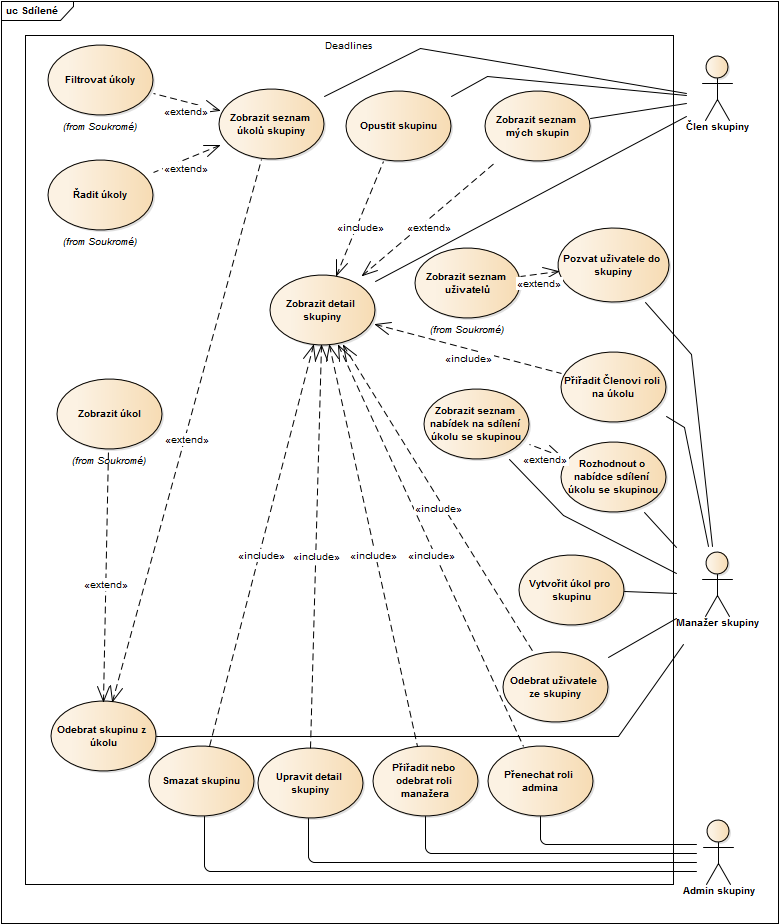 uc Sdílené
Deadlines
Filtrovat úkoly
(from Soukromé)
«extend»
Zobrazit seznam
úkolů skupiny
Opustit skupinu
Zobrazit seznam
mých skupin
Člen skupiny
Řadit úkoly
(from Soukromé)
«extend»
«include»
«extend»
Zobrazit detail
skupiny
Zobrazit seznam
uživatelů
(from Soukromé)
«extend»
Pozvat uživatele do
skupiny
«include»
Přiřadit Členovi roli
na úkolu
Zobrazit úkol
(from Soukromé)
«extend»
Zobrazit seznam
nabídek na sdílení
úkolu se skupinou
«extend»
Rozhodnout o
nabídce sdílení
úkolu se skupinou
«include»
«include»
«include»
«include»
«include»
«extend»
Vytvořit úkol pro
skupinu
Manažer skupiny
Odebrat uživatele
ze skupiny
Odebrat skupinu z
úkolu
Smazat skupinu
Upravit detail
skupiny
Přiřadit nebo
odebrat roli
manažera
Přenechat roli
admina
Admin skupiny